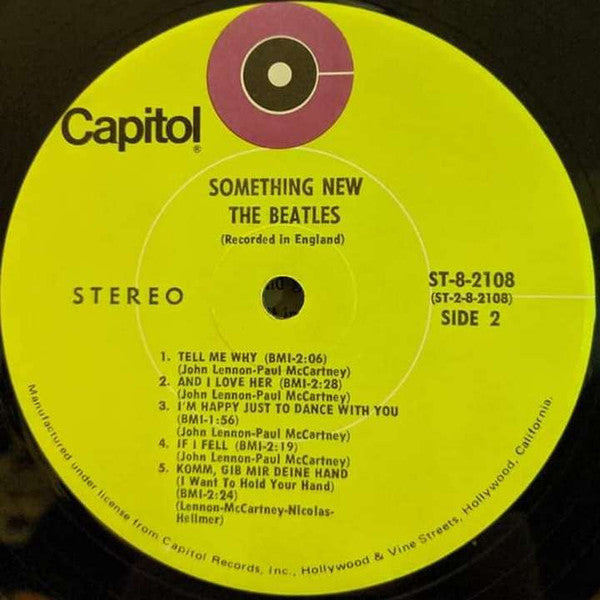 Capitol®
SOMETHING NEW
THE BEATLES
(Recorded in England)
STEREO
ST-8-2108
(ST-2-8-2108)
SIDE 2
1. TELL ME WHY (BMI-2:06)
(John Lennon-Paul McCartney)
2. AND I LOVE HER (BMI-2:28)
(John Lennon-Paul McCartney)
3. I'M HAPPY JUST TO DANCE WITH YOU
(BMI-1:56)
(John Lennon-Paul McCartney)
4. IF I FELL (BMI-2:19)
(John Lennon-Paul McCartney)
5. KOMM, GIB MIR DEINE HAND
(I Want To Hold Your Hand)
(BMI-2:24)
(Lennon-McCartney-Nicolas-
Hellmer)
Manufactured under license from Capitol Records, Inc., Hollywood & Vine Streets, Hollywood, California.